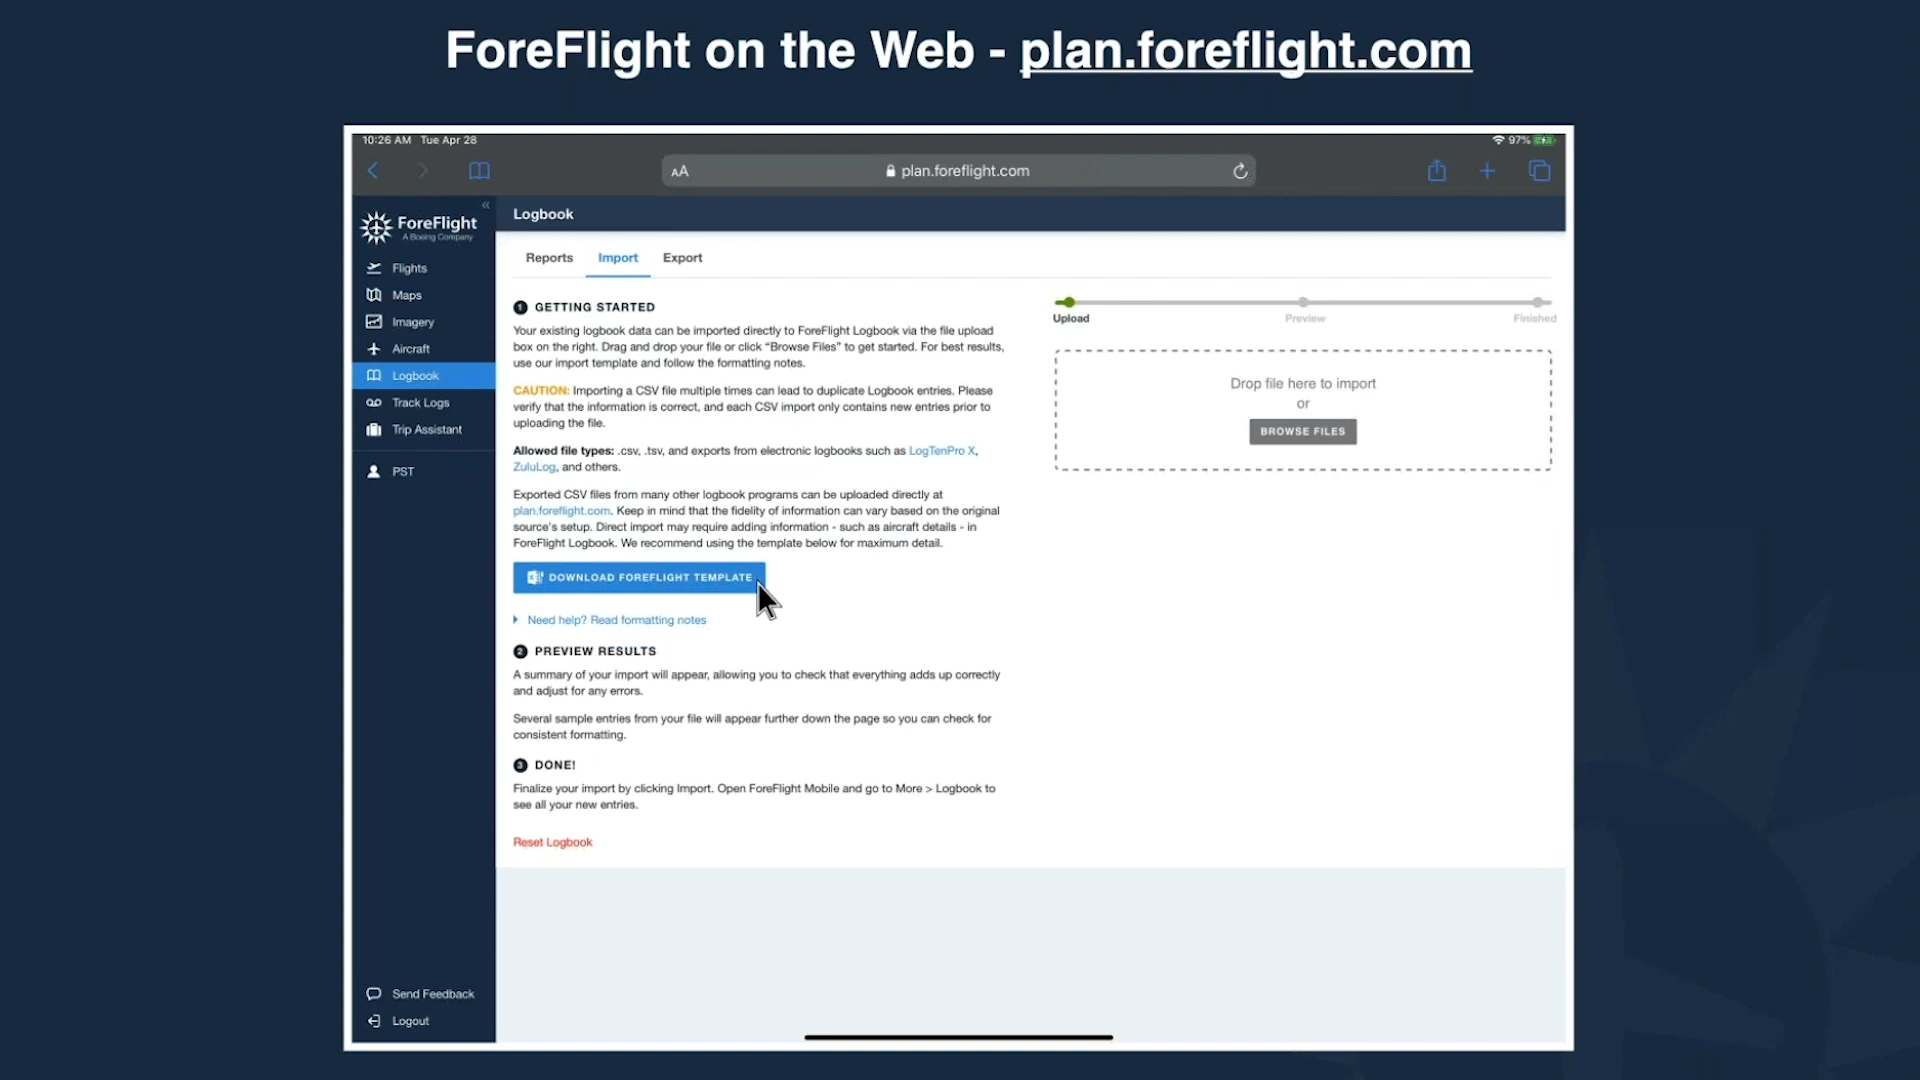 ForeFlight on the Web - plan.foreflight.com
10:26 AM Tue Apr 28
97%
AA
plan.foreflight.com
«
ForeFlight
A Boeing Company
Flights
Maps
Imagery
Aircraft
Logbook
Track Logs
Trip Assistant
PST
Send Feedback
Logout
Logbook
Reports Import Export
1 GETTING STARTED
Your existing logbook data can be imported directly to ForeFlight Logbook via the file upload
box on the right. Drag and drop your file or click “Browse Files” to get started. For best results,
use our import template and follow the formatting notes.
CAUTION: Importing a CSV file multiple times can lead to duplicate Logbook entries. Please
verify that the information is correct, and each CSV import only contains new entries prior to
uploading the file.
Allowed file types: .csv, .tsv, and exports from electronic logbooks such as LogTenPro X,
ZuluLog, and others.
Exported CSV files from many other logbook programs can be uploaded directly at
plan.foreflight.com. Keep in mind that the fidelity of information can vary based on the original
source's setup. Direct import may require adding information - such as aircraft details - in
ForeFlight Logbook. We recommend using the template below for maximum detail.
DOWNLOAD FOREFLIGHT TEMPLATE
Need help? Read formatting notes
2 PREVIEW RESULTS
A summary of your import will appear, allowing you to check that everything adds up correctly
and adjust for any errors.
Several sample entries from your file will appear further down the page so you can check for
consistent formatting.
3 DONE!
Finalize your import by clicking Import. Open ForeFlight Mobile and go to More > Logbook to
see all your new entries.
Reset Logbook
Upload Preview Finished
Drop file here to import
or
BROWSE FILES